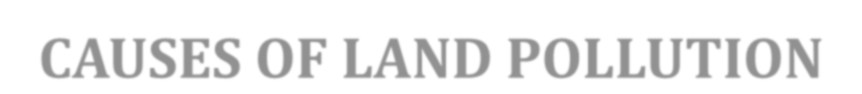 CAUSES OF LAND POLLUTION